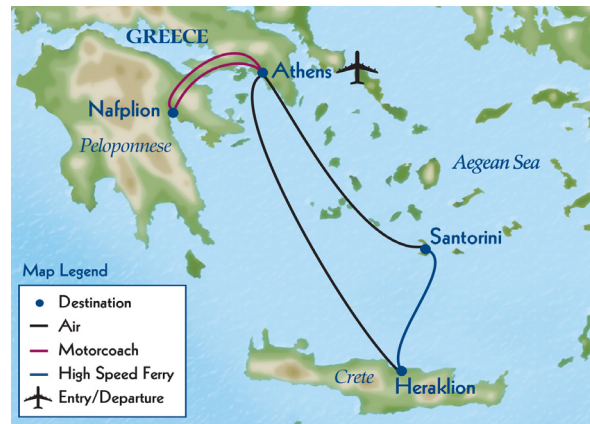 GREECE
Athens
Nafplion
Peloponnese
Aegean Sea
Santorini
Map Legend
Destination
Air
Motorcoach
High Speed Ferry
Entry/Departure
Crete
Heraklion